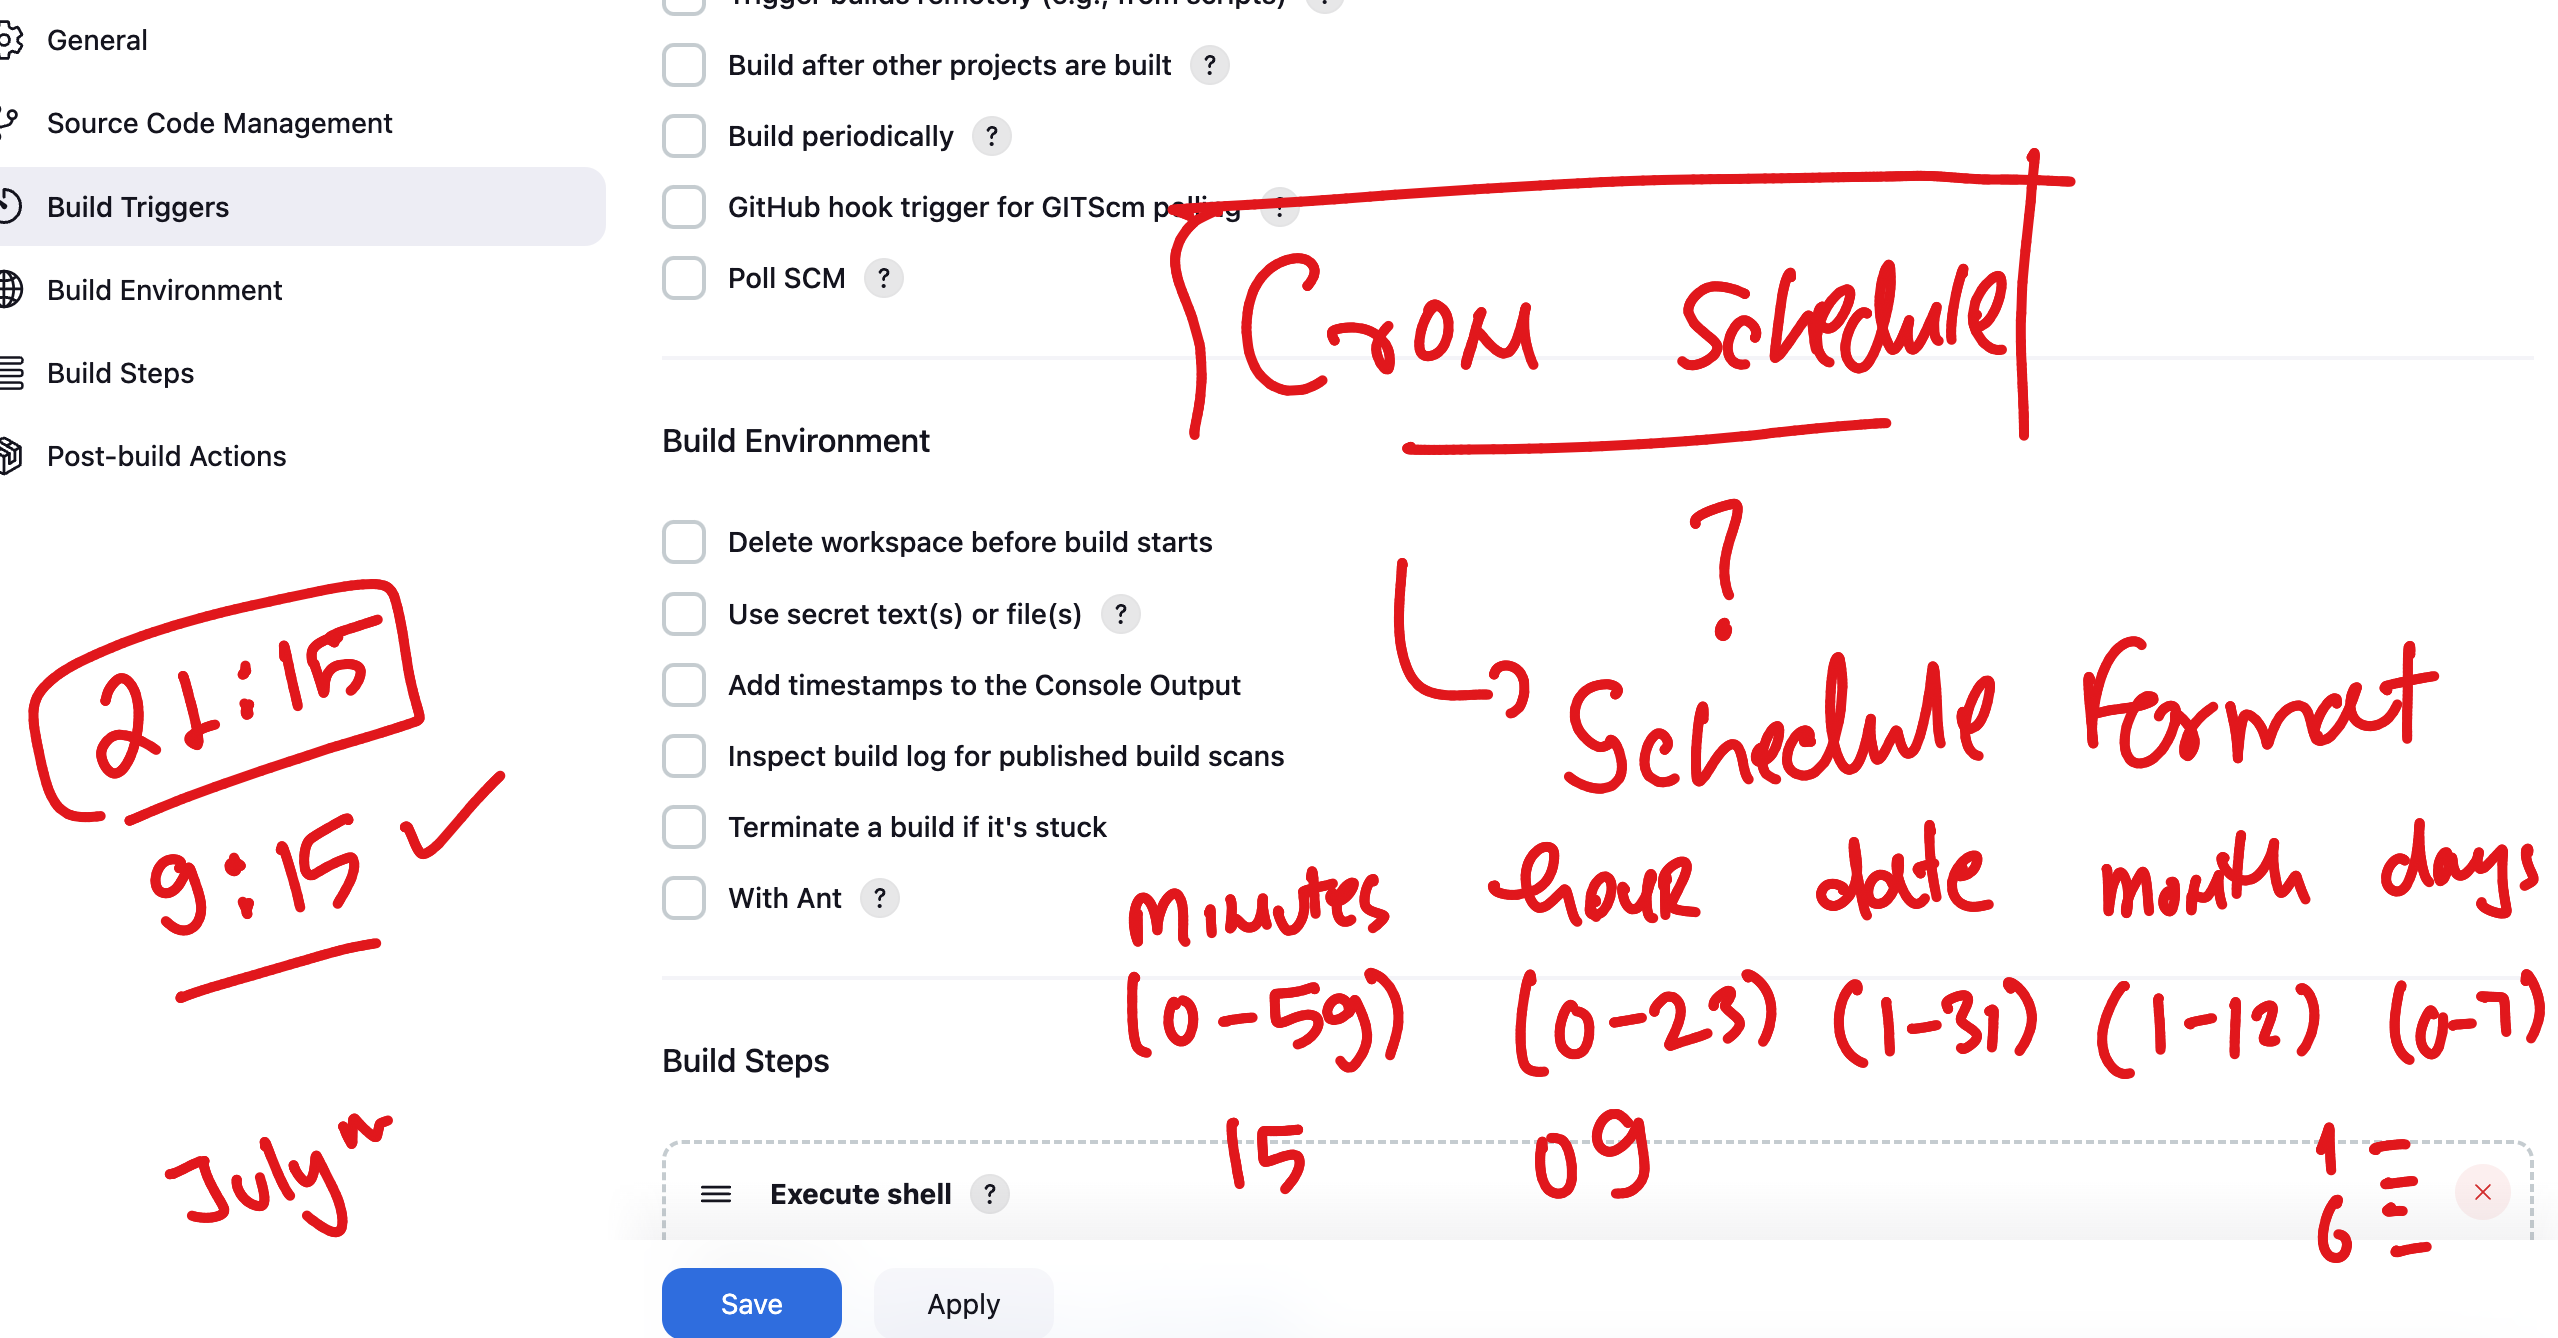 Trigger builds remotely (e.g., from scripts) ?
General
Build after other projects are built ?
Source Code Management
Build periodically ?
Build Triggers
GitHub hook trigger for GITScm polling ?
Poll SCM ?
Build Environment
Cron Schedule
Build Steps
Build Environment
Post-build Actions
?
Delete workspace before build starts
Use secret text(s) or file(s) ?
Add timestamps to the Console Output
Schedule Format
21:15
Inspect build log for published build scans
Terminate a build if it's stuck
9:15
With Ant ?
minutes hour date month days
(0-59) (0-23) (1-31) (1-12) (0-7)
Build Steps
15 09
July
1
Execute shell ?
6
Save
Apply